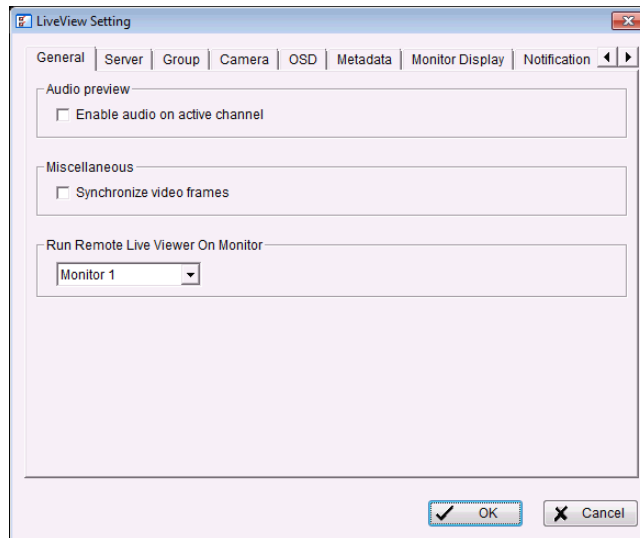 LiveView Setting
General Server Group Camera OSD Metadata Monitor Display Notification
Audio preview
Enable audio on active channel
Miscellaneous
Synchronize video frames
Run Remote Live Viewer On Monitor
Monitor 1
OK Cancel